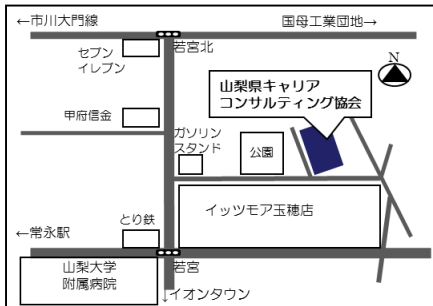 ←市川大門線
国母工業団地→
セブン
イレブン
若宮北
N
山梨県キャリア
コンサルティング協会
甲府信金
ガソリン
スタンド
公園
とり鉄
イッツモア玉穂店
←常永駅
山梨大学
附属病院
若宮
↓イオンタウン